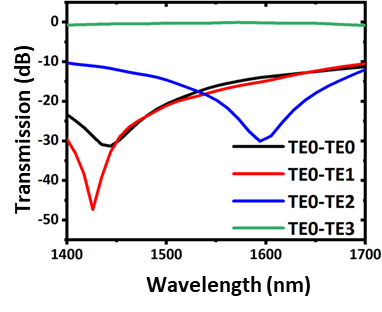 Transmission (dB)
0
-10
-20
-30
-40
-50
TE0-TE0
TE0-TE1
TE0-TE2
TE0-TE3
1400 1500 1600 1700
Wavelength (nm)